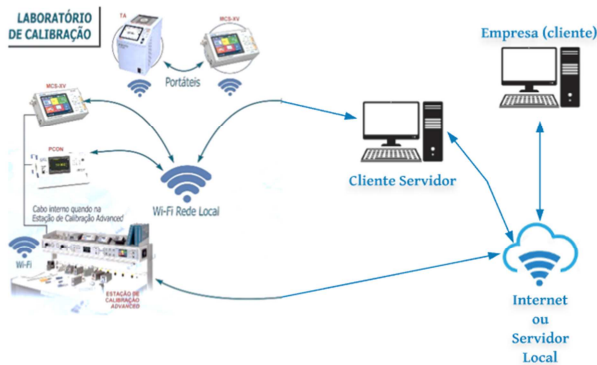 LABORATÓRIO
DE CALIBRAÇÃO
TA
MCS-XV
Portáteis
MCS-XV
PCON
Wi-Fi Rede Local
Cabo interno quando na
Estação de Calibração Advanced
Wi-Fi
ESTAÇÃO DE
CALIBRAÇÃO
ADVANCED
Cliente Servidor
Empresa (cliente)
Internet
ou
Servidor
Local